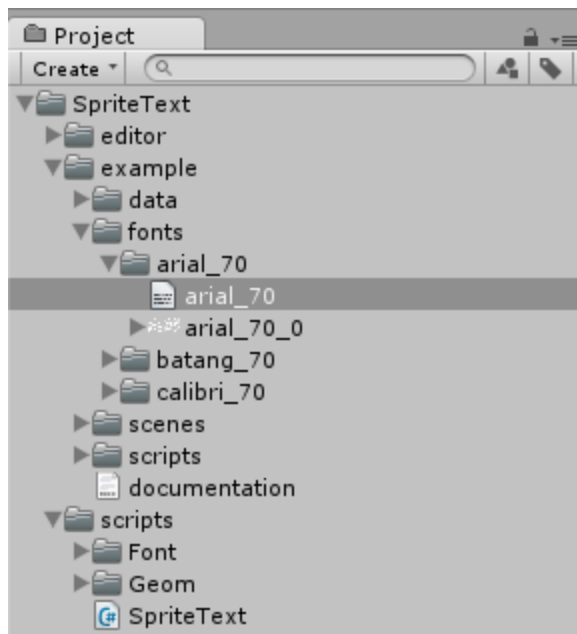 Project
Create
SpriteText
editor
example
data
fonts
arial_70
arial_70
arial_70_0
batang_70
calibri_70
scenes
scripts
documentation
scripts
Font
Geom
SpriteText